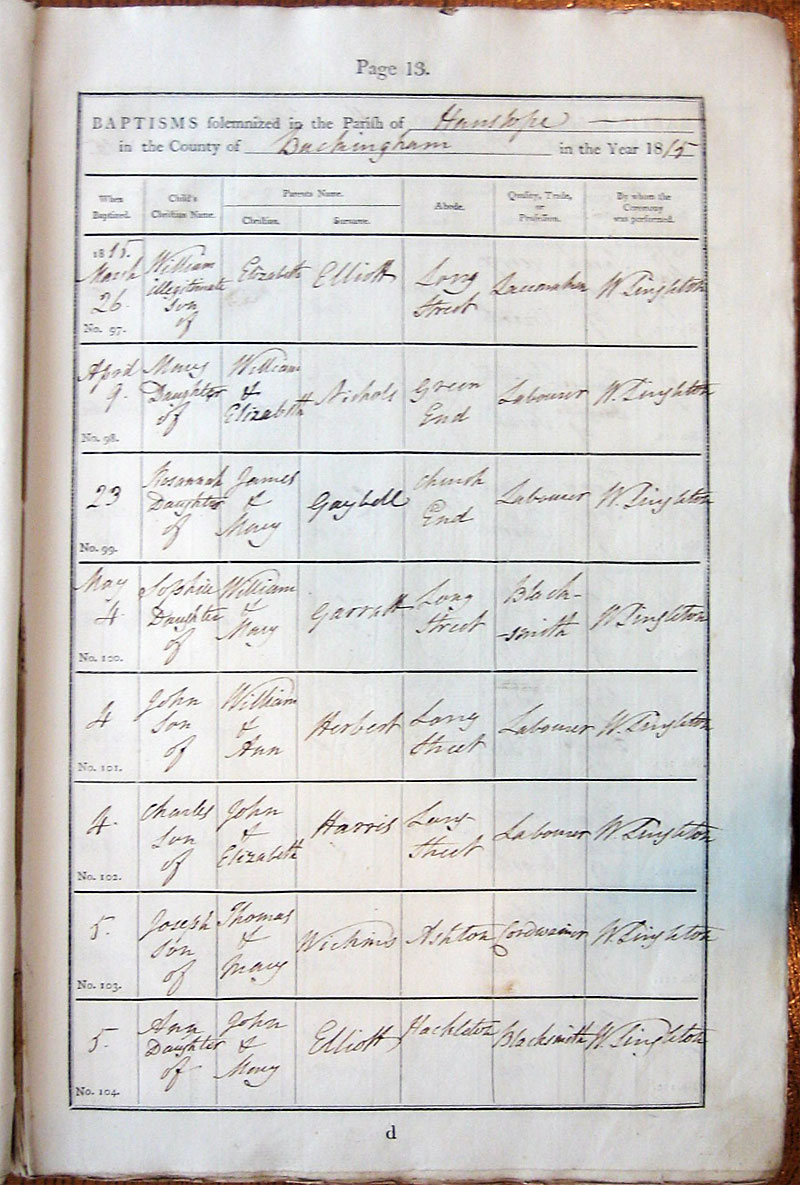 Page 13.
BAPTISMS solemnized in the Parish of Hanslope
in the County of Buckingham in the Year 1815
When Baptized. Child's Christian Name. Parents Name. Christian. Surname. Abode. Quality, Trade, or Profession. By whom the Ceremony was performed.
1815.
March William Elizabeth Elliott Long Lacemaker W. Singleton
26. illegitimate Street
son
of
No. 97.
April Mary William Nichols Green Labourer W. Singleton
9. Daughter & End
of Elizabeth
No. 98.
23 Susannah James Gaybell Church Labourer W. Singleton
Daughter & End
of Mary
No. 99.
May Sophia William Garratt Long Black- W. Singleton
4 Daughter & Street -smith
of Mary
No. 100.
4 John William Herbert Long Labourer W. Singleton
son & Street
of Ann
No. 101.
4. Charles John Harris Long Labourer W. Singleton
son & Street
of Elizabeth
No. 102.
5. Joseph Thomas Ashton Cordwainer W. Singleton
son &
of Mary
No. 103.
5. Ann John Elliott Hackleton Blacksmith W. Singleton
Daughter &
of Mary
No. 104.
d